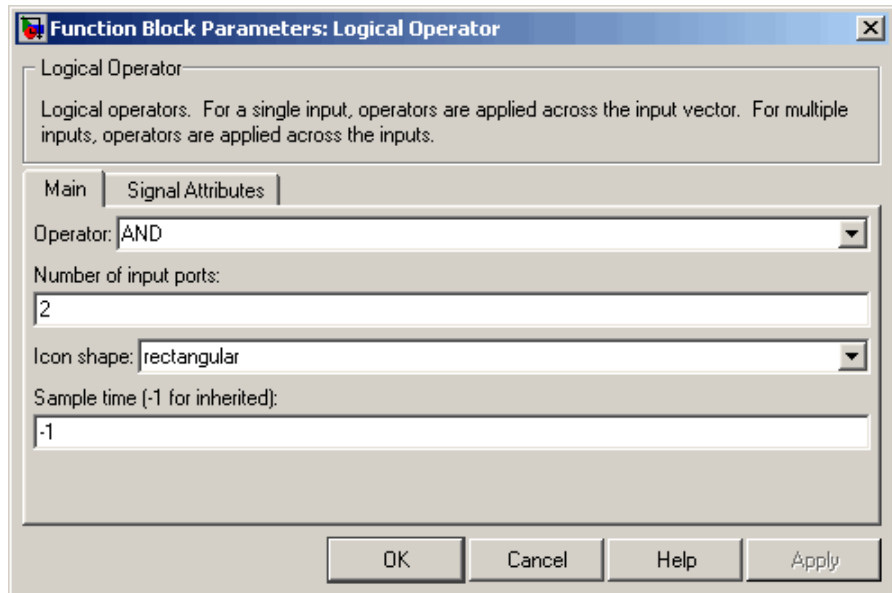 Function Block Parameters: Logical Operator
Logical Operator
Logical operators.  For a single input, operators are applied across the input vector.  For multiple
inputs, operators are applied across the inputs.
Main
Signal Attributes
Operator: AND
Number of input ports:
2
Icon shape: rectangular
Sample time (-1 for inherited):
-1
OK
Cancel
Help
Apply